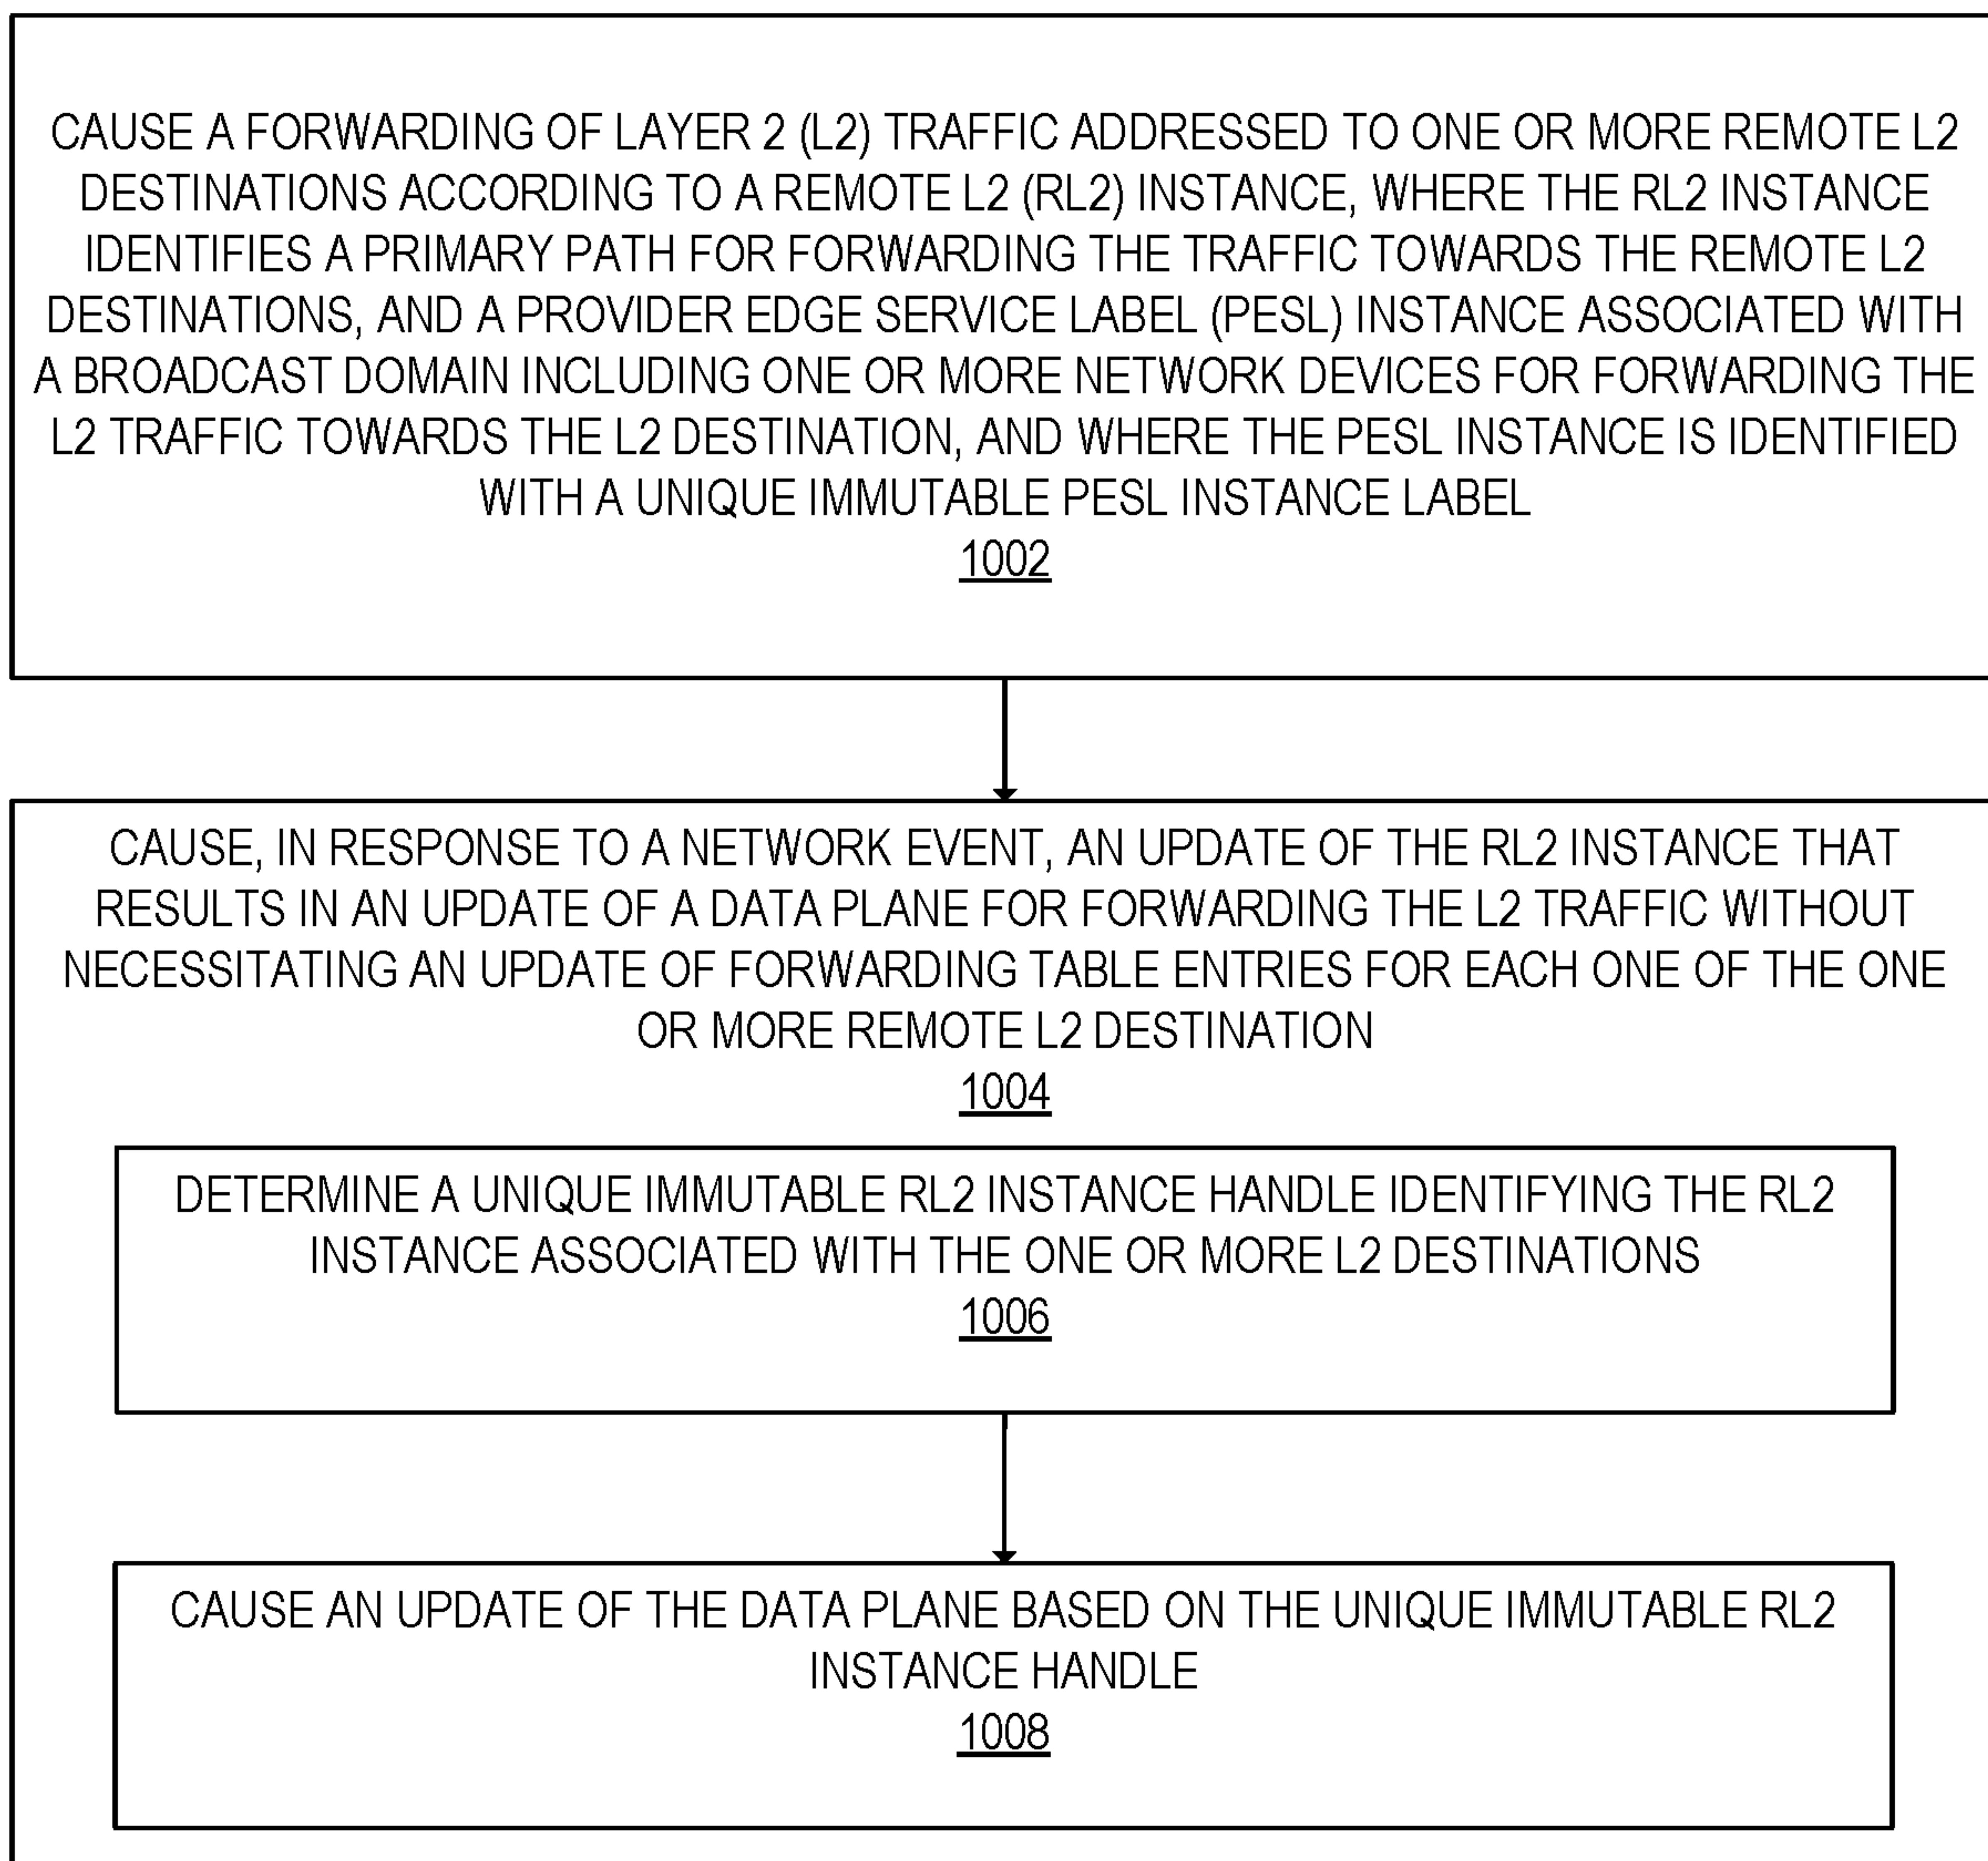 CAUSE A FORWARDING OF LAYER 2 (L2) TRAFFIC ADDRESSED TO ONE OR MORE REMOTE L2
DESTINATIONS ACCORDING TO A REMOTE L2 (RL2) INSTANCE, WHERE THE RL2 INSTANCE
IDENTIFIES A PRIMARY PATH FOR FORWARDING THE TRAFFIC TOWARDS THE REMOTE L2
DESTINATIONS, AND A PROVIDER EDGE SERVICE LABEL (PESL) INSTANCE ASSOCIATED WITH
A BROADCAST DOMAIN INCLUDING ONE OR MORE NETWORK DEVICES FOR FORWARDING THE
L2 TRAFFIC TOWARDS THE L2 DESTINATION, AND WHERE THE PESL INSTANCE IS IDENTIFIED
WITH A UNIQUE IMMUTABLE PESL INSTANCE LABEL
1002
CAUSE, IN RESPONSE TO A NETWORK EVENT, AN UPDATE OF THE RL2 INSTANCE THAT
RESULTS IN AN UPDATE OF A DATA PLANE FOR FORWARDING THE L2 TRAFFIC WITHOUT
NECESSITATING AN UPDATE OF FORWARDING TABLE ENTRIES FOR EACH ONE OF THE ONE
OR MORE REMOTE L2 DESTINATION
1004
DETERMINE A UNIQUE IMMUTABLE RL2 INSTANCE HANDLE IDENTIFYING THE RL2
INSTANCE ASSOCIATED WITH THE ONE OR MORE L2 DESTINATIONS
1006
CAUSE AN UPDATE OF THE DATA PLANE BASED ON THE UNIQUE IMMUTABLE RL2
INSTANCE HANDLE
1008